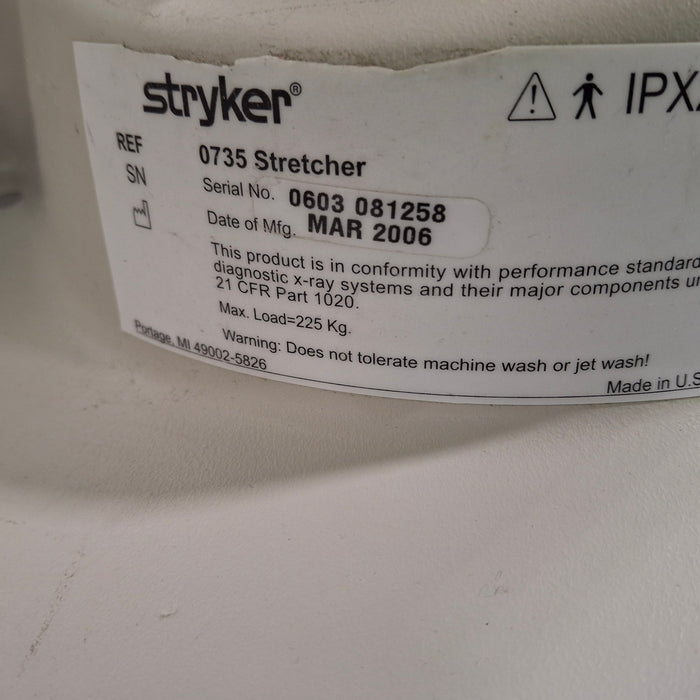 stryker®
IPX
REF 0735 Stretcher
SN Serial No. 0603 081258
Date of Mfg. MAR 2006
This product is in conformity with performance standard
diagnostic x-ray systems and their major components
21 CFR Part 1020.
Max. Load=225 Kg.
Warning: Does not tolerate machine wash or jet wash!
Portage, MI 49002-5826
Made in U.S